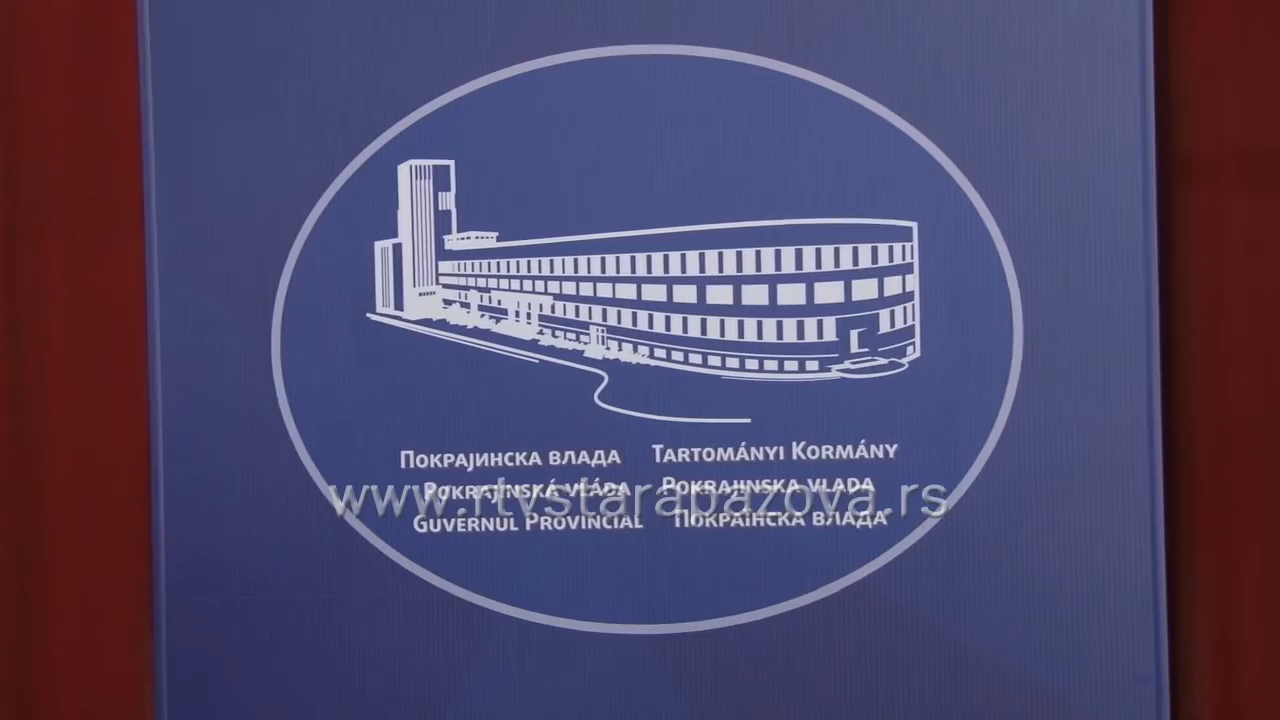 Покрајинска влада Tartományi Kormány
Pokrajinská vláda Pokrajinska vlada
www.rtvstarapazova.rs
Guvernul Provincial Покраїнска влада